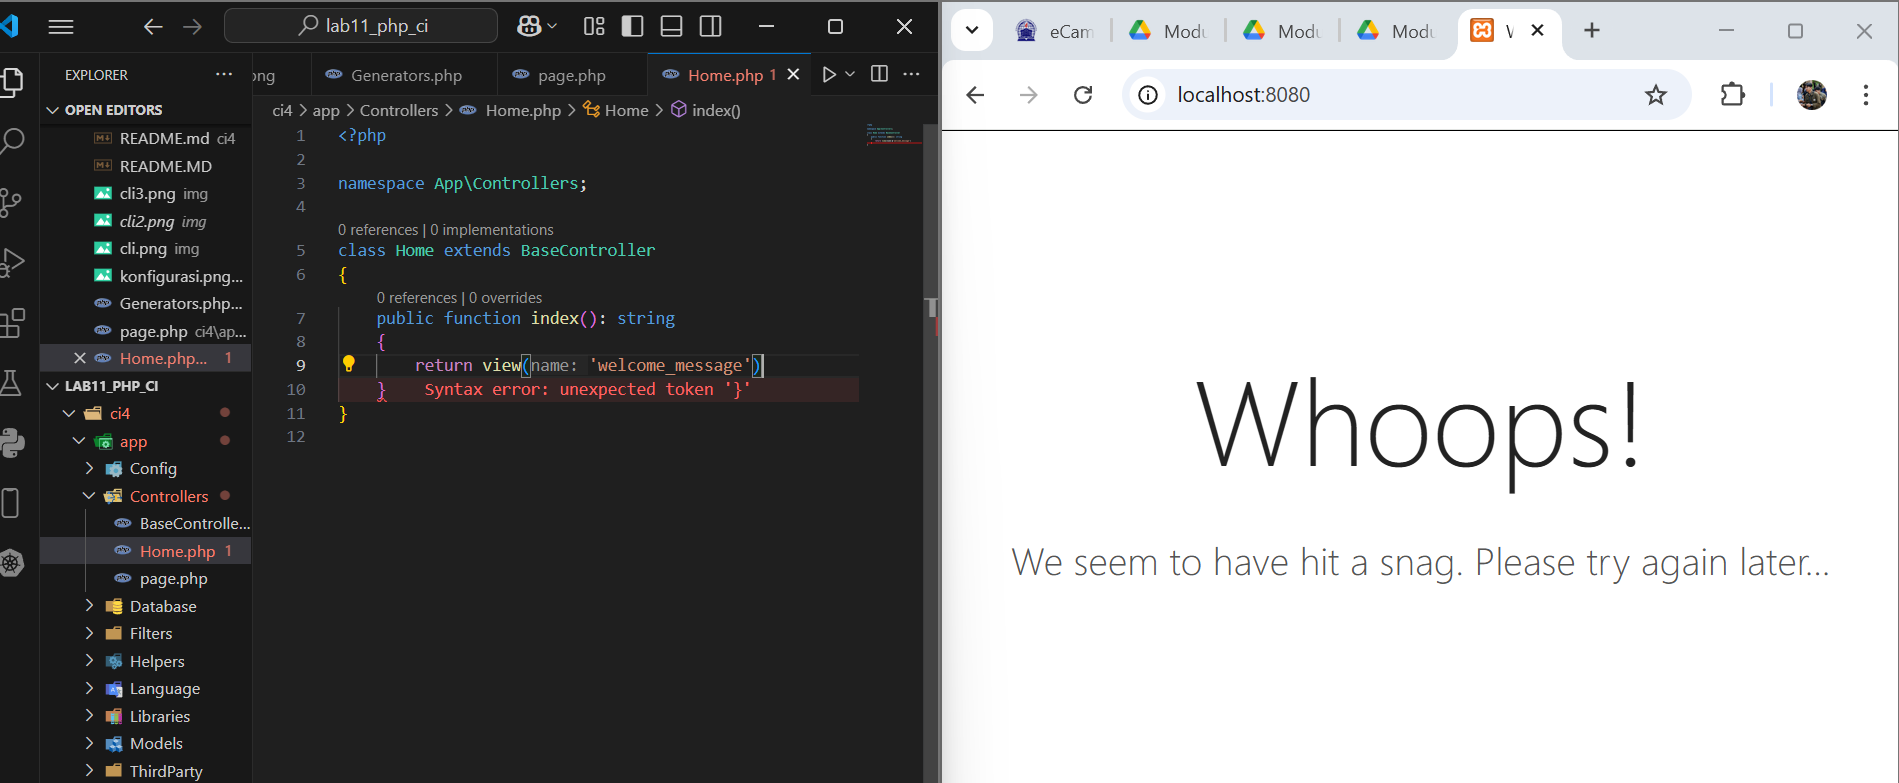 lab11_php_ci
EXPLORER
OPEN EDITORS
README.md ci4
README.MD
cli3.png img
cli2.png img
cli.png img
konfigurasi.png...
Generators.php...
page.php ci4\ap...
Home.php... 1
LAB11_PHP_CI
ci4
app
Config
Controllers
BaseControlle...
Home.php 1
page.php
Database
Filters
Helpers
Language
Libraries
Models
ThirdParty
ong Generators.php page.php Home.php 1
ci4 > app > Controllers > Home.php > Home > index()
1 <?php
2
3 namespace App\Controllers;
4
0 references | 0 implementations
5 class Home extends BaseController
6 {
0 references | 0 overrides
7 public function index(): string
8 {
9 return view(name: 'welcome_message')
10 } Syntax error: unexpected token '}'
11 }
12
eCam Modu Modu Modu W
localhost:8080
Whoops!
We seem to have hit a snag. Please try again later...